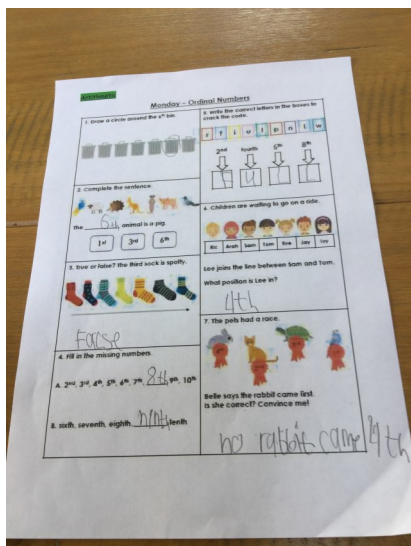 Monday – Ordinal Numbers
1. Draw a circle around the 6th bin.
2. Complete the sentence.
The 6th animal is a pig.
1st 3rd 6th
3. True or false? The third sock is spotty.
4. Fill in the missing numbers.
A. 2nd, 3rd, 4th, 5th, 6th, 7th, 8th, 9th, 10th
B. sixth, seventh, eighth, ninth, tenth
5. Write the correct letters in the boxes to
crack the code.
2nd fourth 5th 8th
6. Children are waiting to go on a ride.
Ric Arah Sam Tom Eve Jay Ivy
Lee joins the line between Sam and Tom.
What position is Lee in?
4th
7. The pets had a race.
Belle says the rabbit came first.
Is she correct? Convince me!
no rabbit came 4th